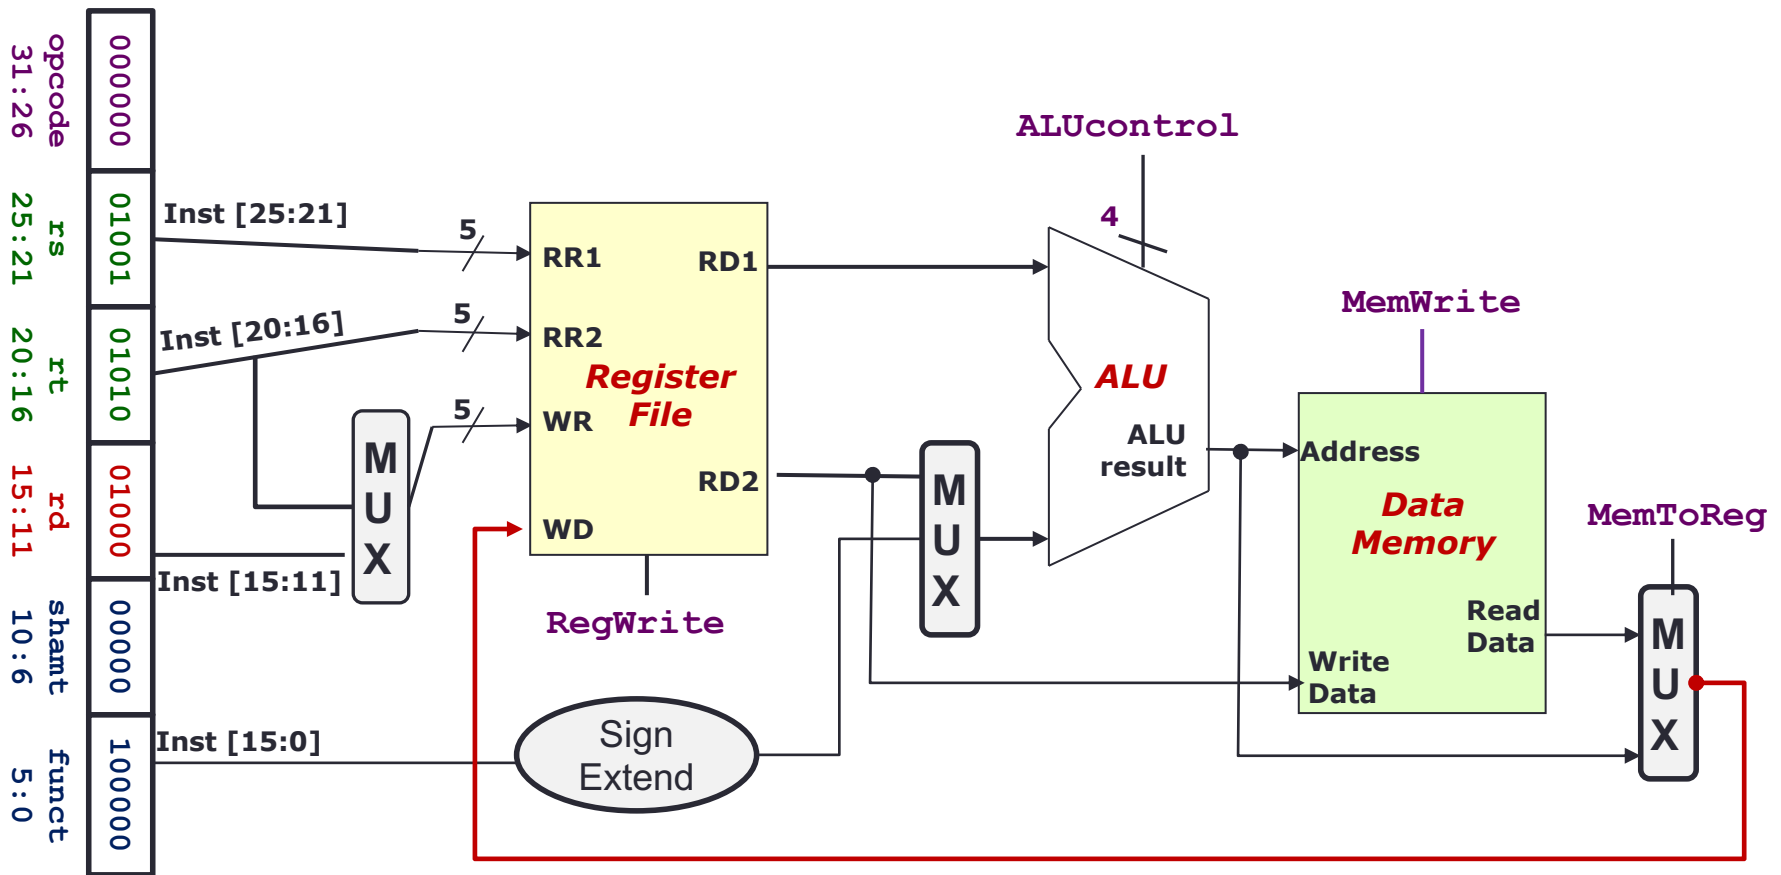 opcode
31:26
000000
rs
25:21
01001
rt
20:16
01010
rd
15:11
01000
shamt
10:6
00000
funct
5:0
100000
Inst [25:21]
Inst [20:16]
Inst [15:11]
Inst [15:0]
5
5
5
M
U
X
RR1
RR2
WR
WD
RD1
RD2
Register
File
RegWrite
Sign
Extend
M
U
X
ALUcontrol
4
ALU
ALU
result
MemWrite
Address
Data
Memory
Read
Data
Write
Data
MemToReg
M
U
X